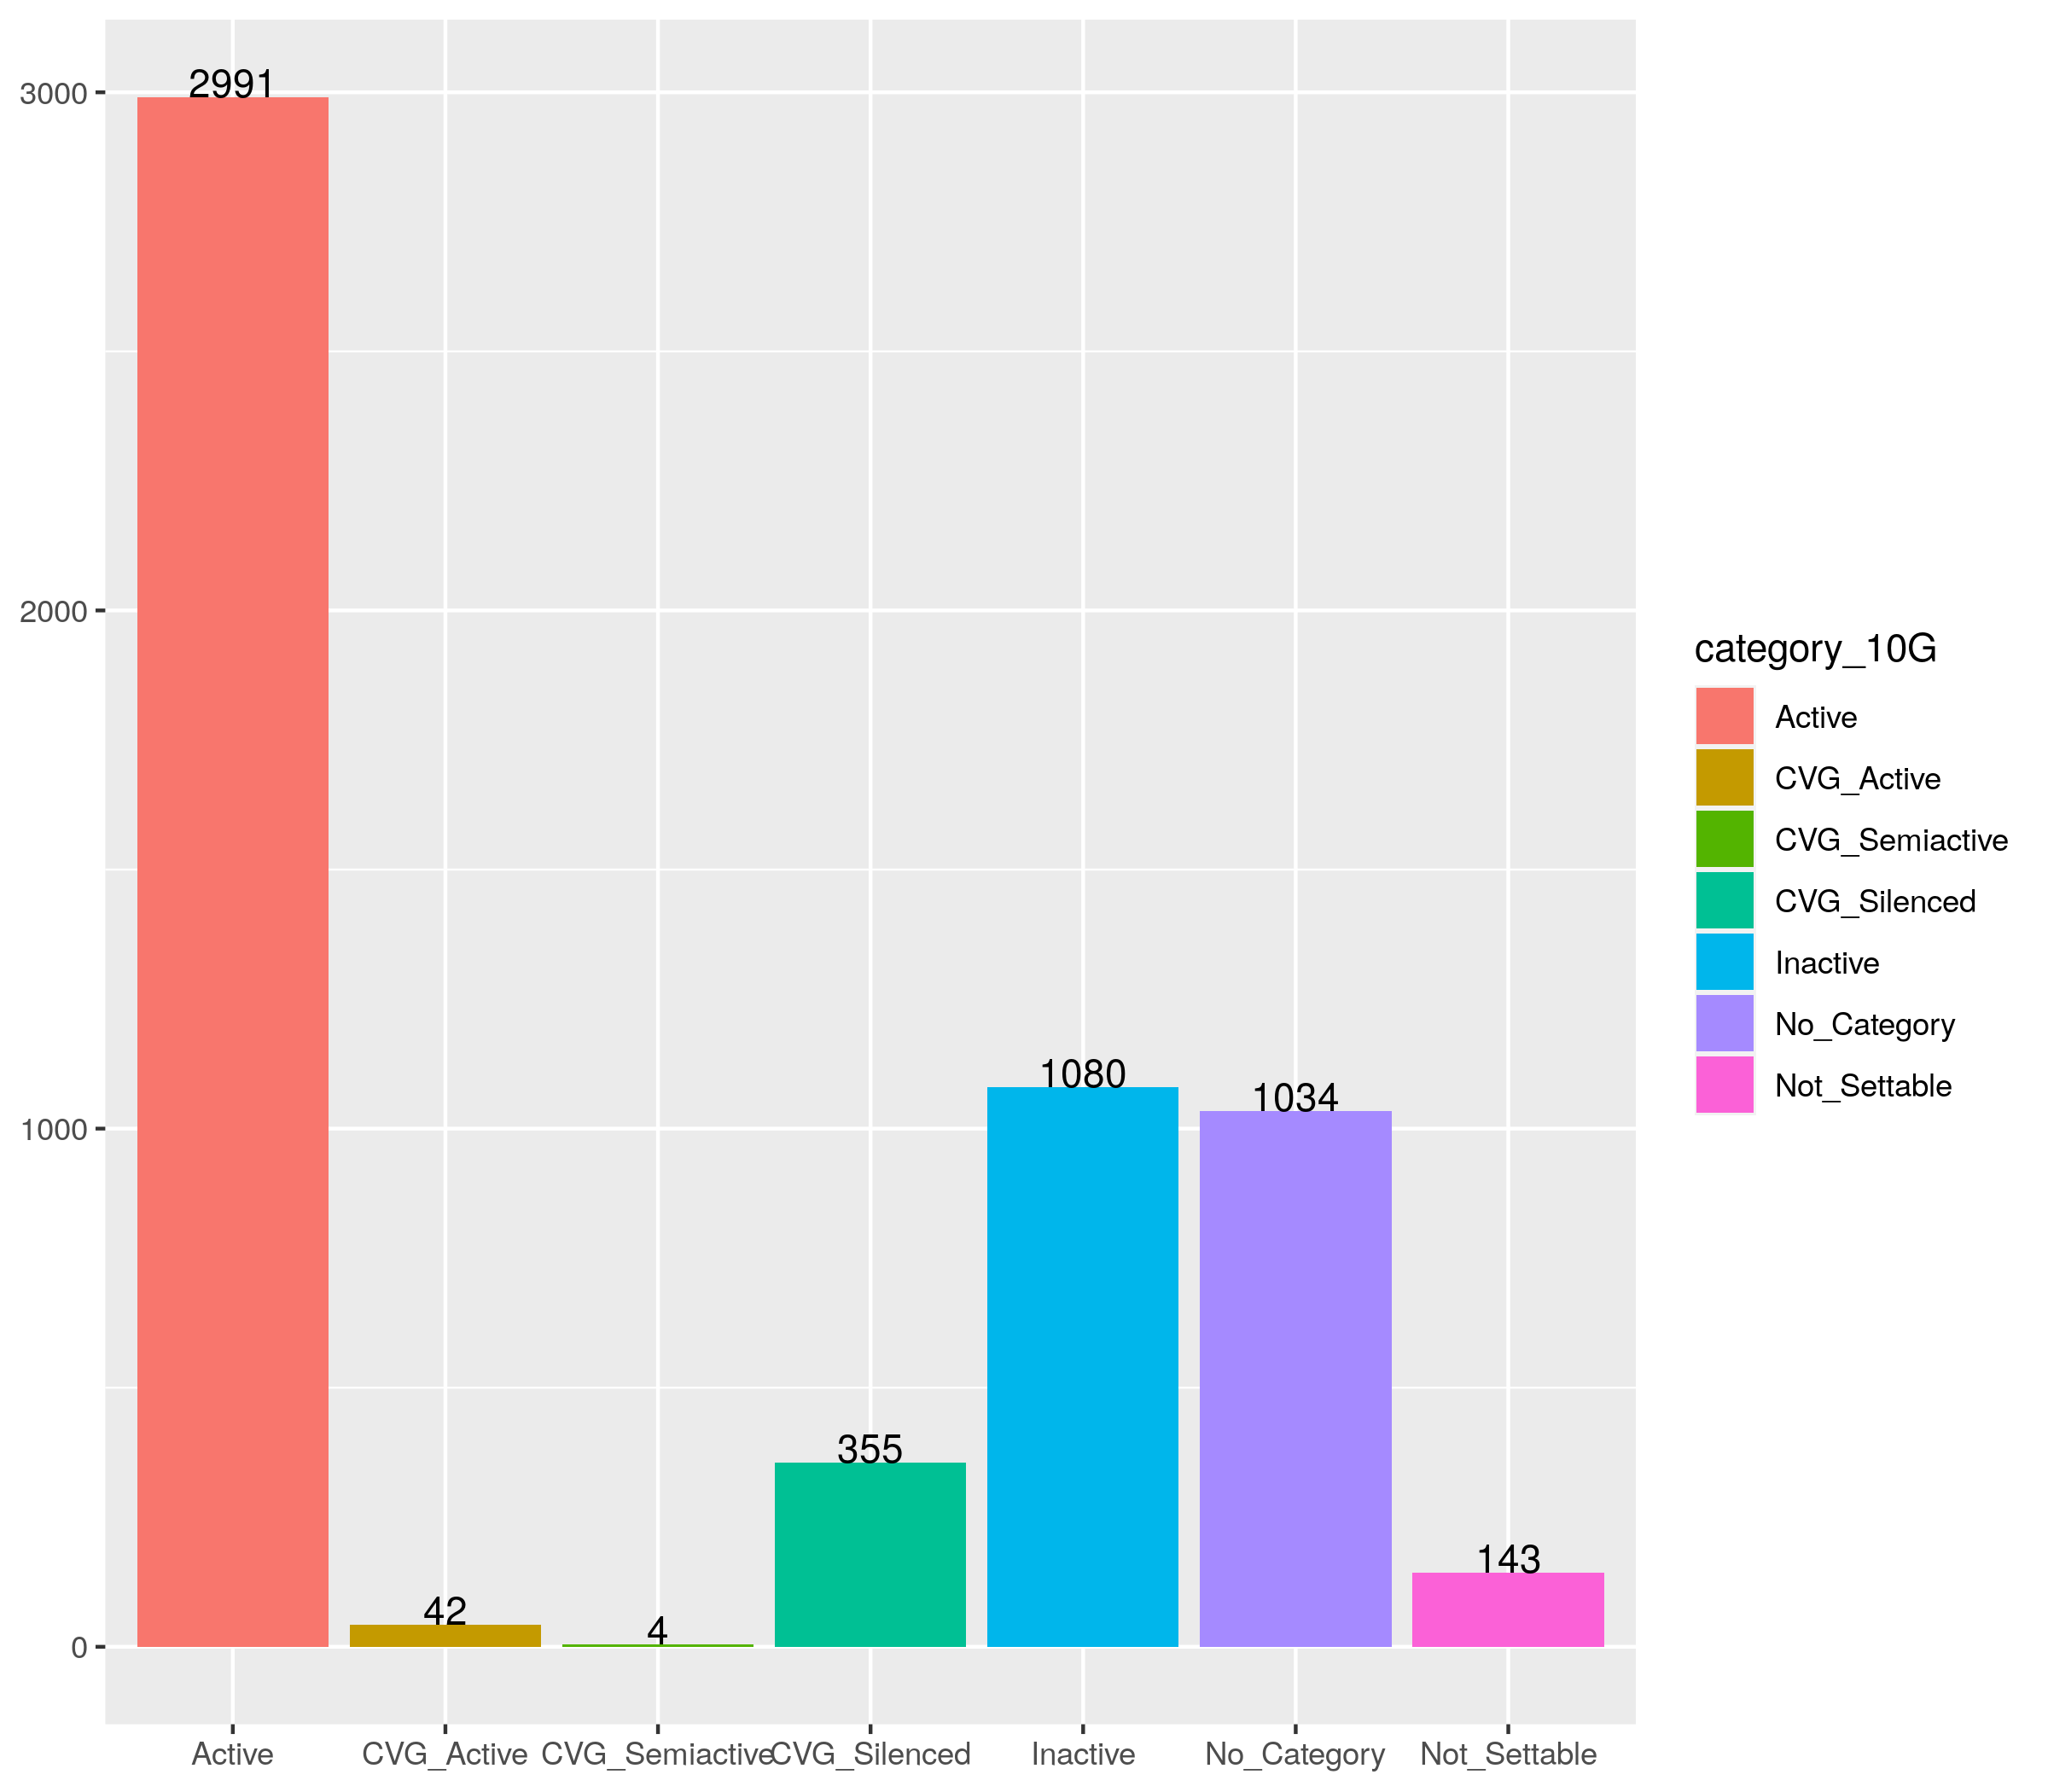 3000
2000
1000
0
2991
42
4
355
1080
1034
143
Active
CVG_Active
CVG_Semiactive
CVG_Silenced
Inactive
No_Category
Not_Settable
category_10G
Active
CVG_Active
CVG_Semiactive
CVG_Silenced
Inactive
No_Category
Not_Settable